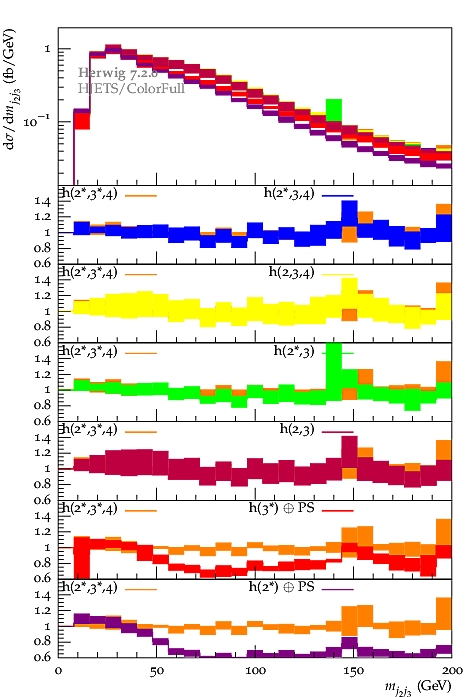 dσ/dm_{j2j3} (fb/GeV)
1
10^{-1}
Herwig 7.2.0
HJETS/ColorFull
h(2*,3*,4) h(2*,3,4)
1.4
1.2
1
0.8
0.6
h(2*,3*,4) h(2,3,4)
1.4
1.2
1
0.8
0.6
h(2*,3*,4) h(2*,3)
1.4
1.2
1
0.8
0.6
h(2*,3*,4) h(2,3)
1.4
1.2
1
0.8
0.6
h(2*,3*,4) h(3*) ⊕ PS
1.4
1.2
1
0.8
0.6
h(2*,3*,4) h(2*) ⊕ PS
1.4
1.2
1
0.8
0.6
0 50 100 150 200
m_{j2j3} (GeV)